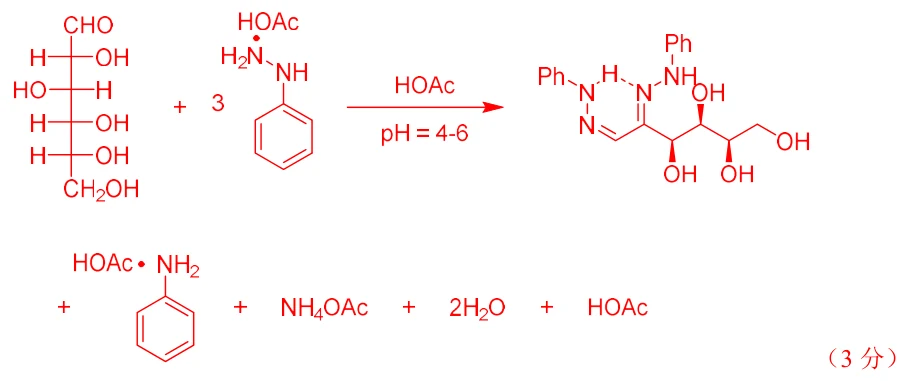 CHO
H OH
HO H
H OH
H OH
CH₂OH
+ 3
HOAc
•
H₂N
NH
HOAc
pH = 4-6
Ph
Ph N H N NH
N
OH
OH
OH OH
OH
HOAc • NH₂
+ + NH₄OAc + 2H₂O + HOAc
(3 分)